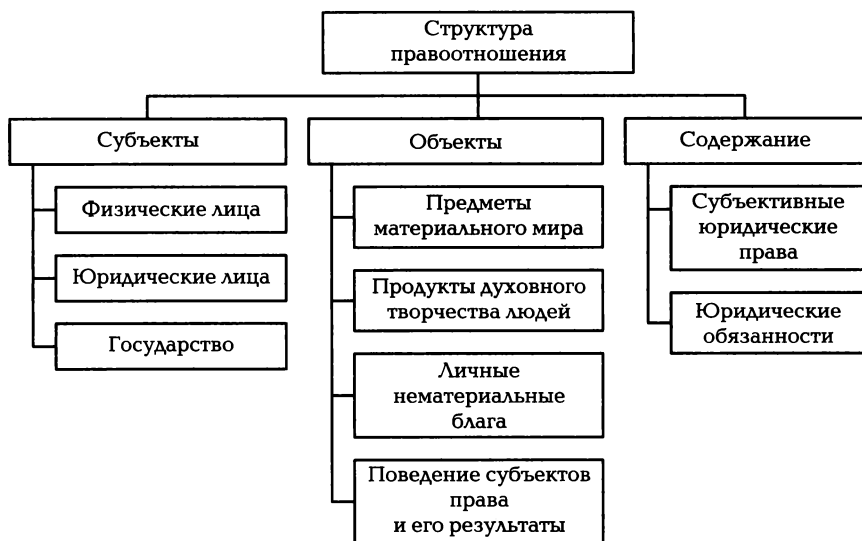 Структура
правоотношения
Субъекты
Физические лица
Юридические лица
Государство
Объекты
Предметы
материального мира
Продукты духовного
творчества людей
Личные
нематериальные
блага
Поведение субъектов
права
и его результаты
Содержание
Субъективные
юридические
права
Юридические
обязанности